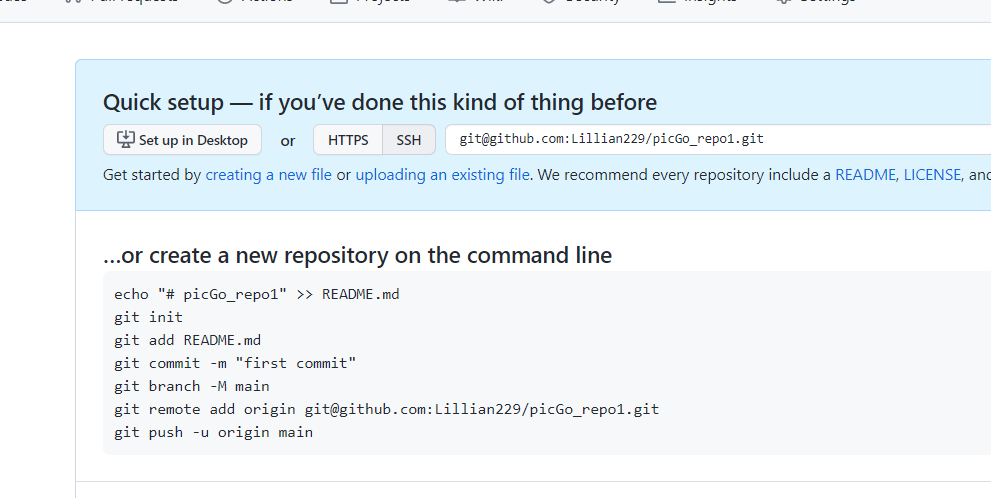 Quick setup — if you've done this kind of thing before
Set up in Desktop or HTTPS SSH git@github.com:Lillian229/picGo_repo1.git
Get started by creating a new file or uploading an existing file. We recommend every repository include a README, LICENSE, and
...or create a new repository on the command line
echo "# picGo_repo1" >> README.md
git init
git add README.md
git commit -m "first commit"
git branch -M main
git remote add origin git@github.com:Lillian229/picGo_repo1.git
git push -u origin main